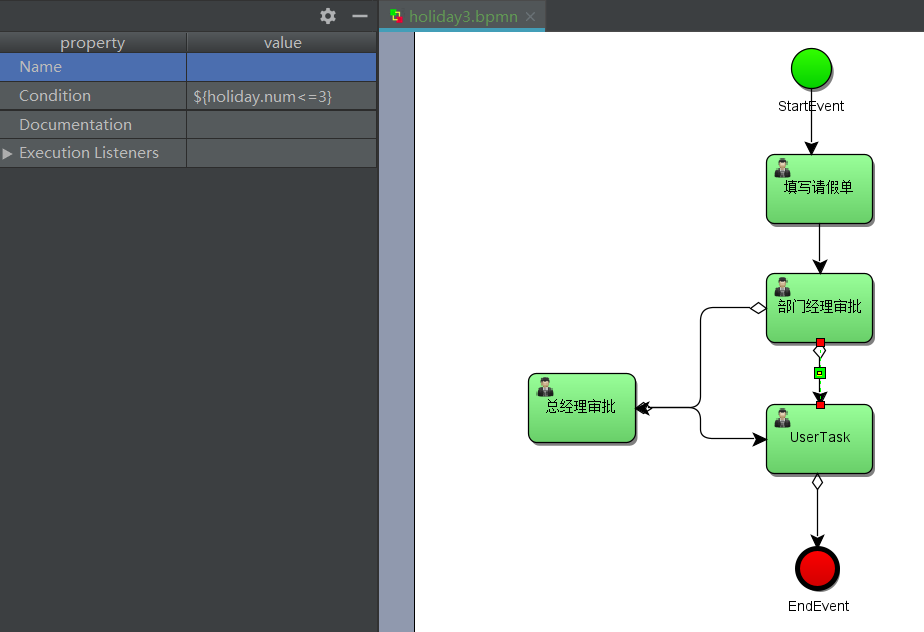 holiday3.bpmn
property value
Name
Condition ${holiday.num<=3}
Documentation
Execution Listeners
StartEvent
填写请假单
部门经理审批
总经理审批
UserTask
EndEvent